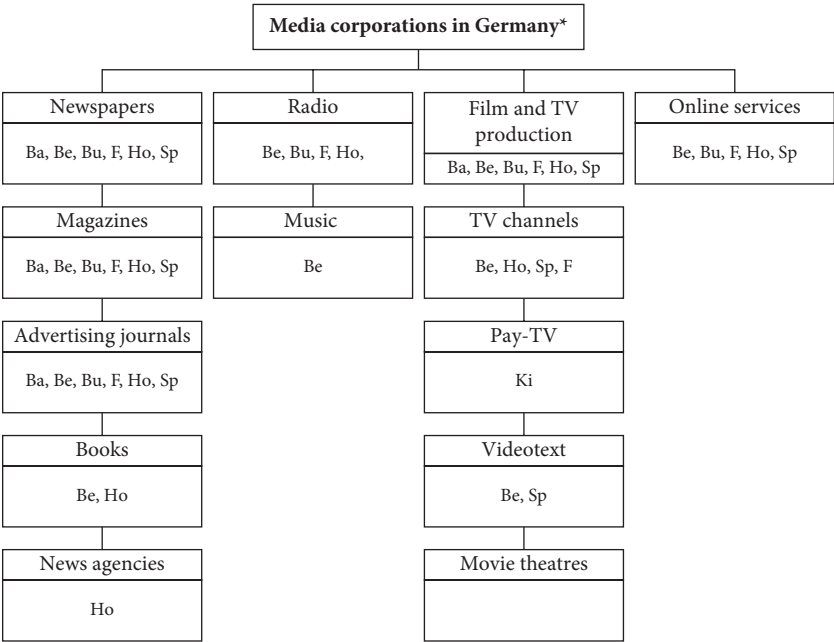 Media corporations in Germany*
Newspapers
Ba, Be, Bu, F, Ho, Sp
Magazines
Ba, Be, Bu, F, Ho, Sp
Advertising journals
Ba, Be, Bu, F, Ho, Sp
Books
Be, Ho
News agencies
Ho
Radio
Be, Bu, F, Ho,
Music
Be
Film and TV
production
Ba, Be, Bu, F, Ho, Sp
TV channels
Be, Ho, Sp, F
Pay-TV
Ki
Videotext
Be, Sp
Movie theatres
Online services
Be, Bu, F, Ho, Sp